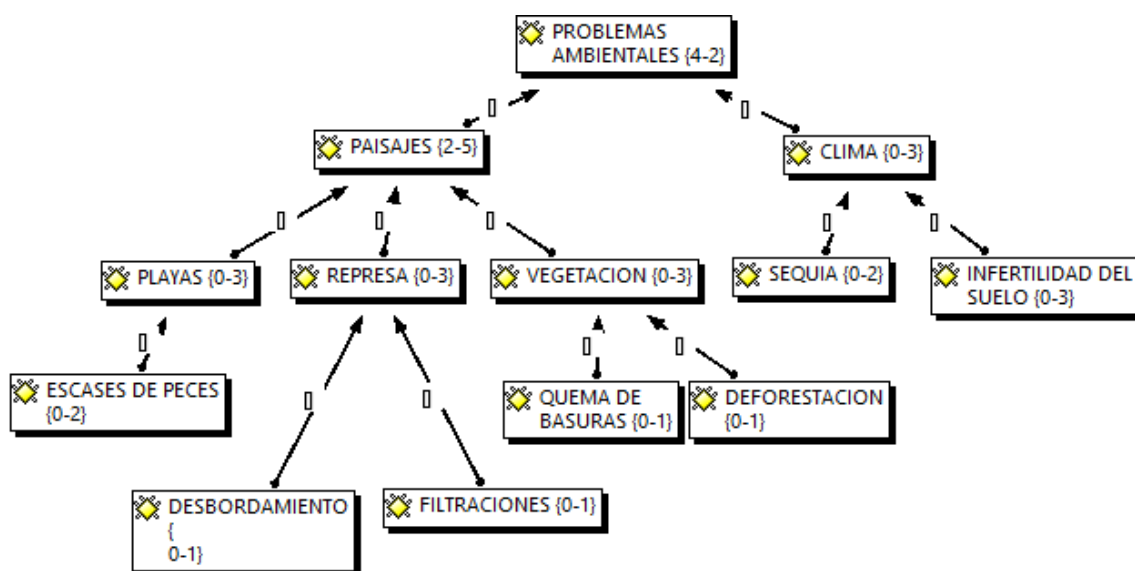 PROBLEMAS
AMBIENTALES {4-2}
PAISAJES {2-5}
CLIMA {0-3}
PLAYAS {0-3}
REPRESA {0-3}
VEGETACION {0-3}
SEQUIA {0-2}
INFERTILIDAD DEL
SUELO {0-3}
ESCASES DE PECES
{0-2}
QUEMA DE
BASURAS {0-1}
DEFORESTACION
{0-1}
DESBORDAMIENTO
{
0-1}
FILTRACIONES {0-1}